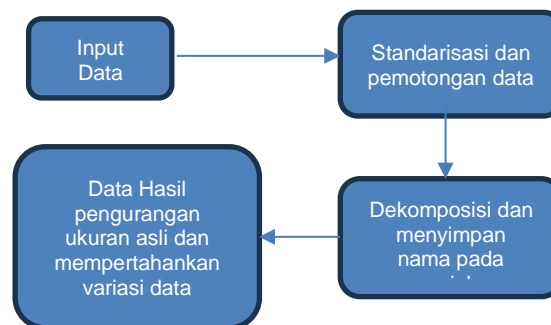 Input
Data
Standarisasi dan
pemotongan data
Dekomposisi dan
menyimpan
nama pada
Data Hasil
pengurangan
ukuran asli dan
mempertahankan
variasi data